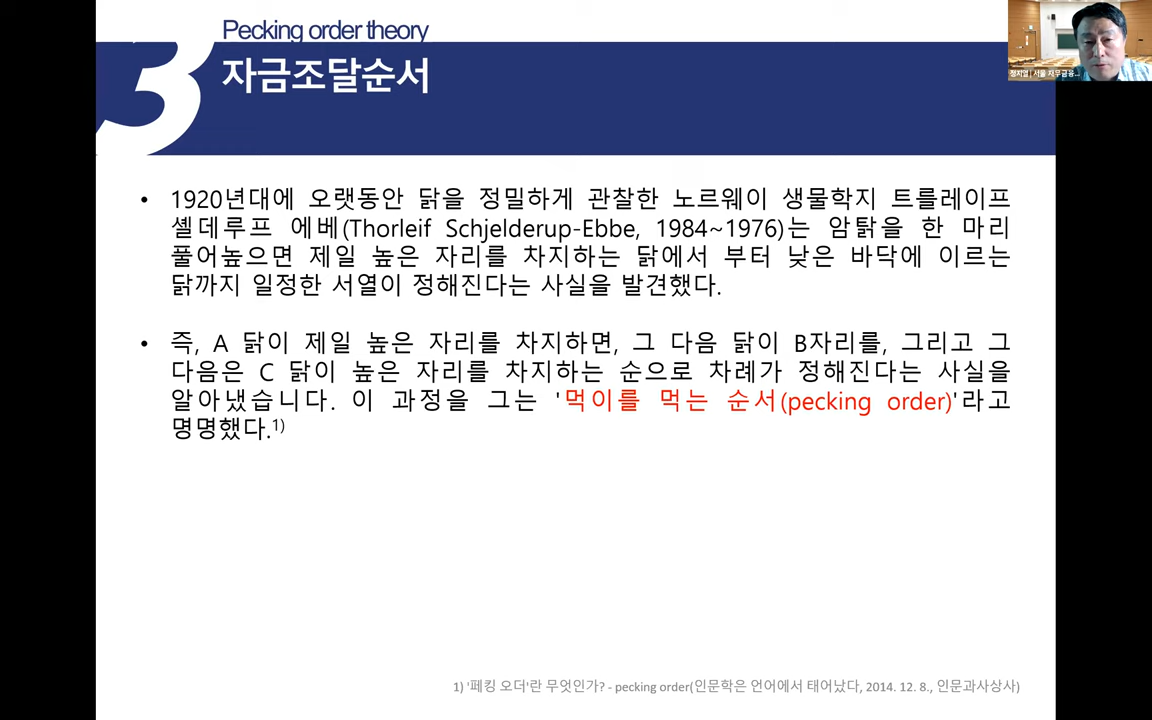 Pecking order theory
3
자금조달순서
정지열| 서울 지무금융...
• 1920년대에 오랫동안 닭을 정밀하게 관찰한 노르웨이 생물학지 트롤레이프
셸데루프 에베(Thorleif Schjelderup-Ebbe, 1984~1976)는 암탉을 한 마리
풀어높으면 제일 높은 자리를 차지하는 닭에서 부터 낮은 바닥에 이르는
닭까지 일정한 서열이 정해진다는 사실을 발견했다.
• 즉, A 닭이 제일 높은 자리를 차지하면, 그 다음 닭이 B자리를, 그리고 그
다음은 C 닭이 높은 자리를 차지하는 순으로 차례가 정해진다는 사실을
알아냈습니다. 이 과정을 그는 '먹이를 먹는 순서(pecking order)'라고
명명했다.1)
1) '페킹 오더'란 무엇인가? - pecking order(인문학은 언어에서 태어났다, 2014. 12. 8., 인문과사상사)